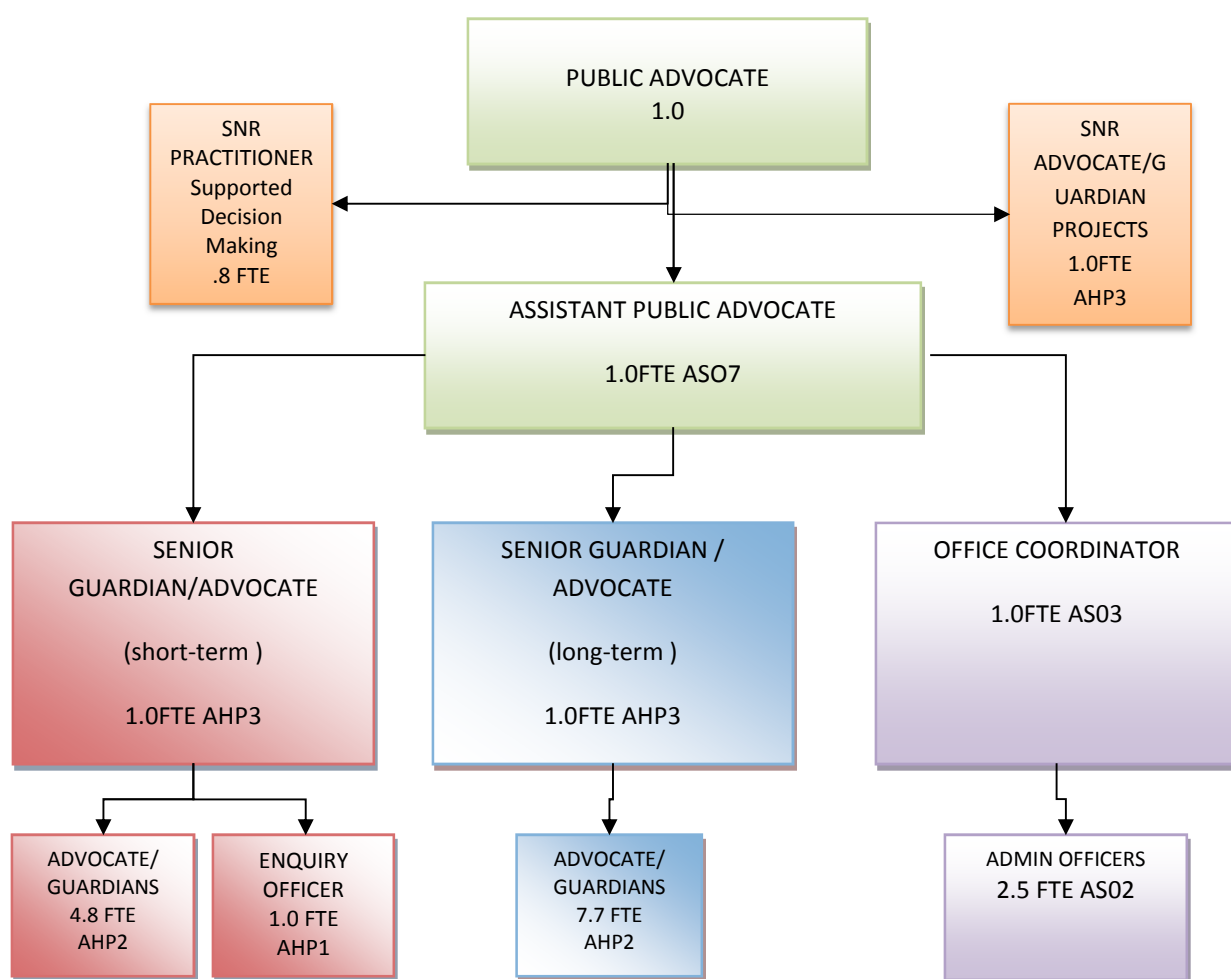 PUBLIC ADVOCATE
1.0
SNR
PRACTITIONER
Supported
Decision
Making
.8 FTE
SNR
ADVOCATE/G
UARDIAN
PROJECTS
1.0FTE
AHP3
ASSISTANT PUBLIC ADVOCATE
1.0FTE ASO7
SENIOR
GUARDIAN/ADVOCATE
(short-term )
1.0FTE AHP3
SENIOR GUARDIAN /
ADVOCATE
(long-term )
1.0FTE AHP3
OFFICE COORDINATOR
1.0FTE AS03
ADVOCATE/
GUARDIANS
4.8 FTE
AHP2
ENQUIRY
OFFICER
1.0 FTE
AHP1
ADVOCATE/
GUARDIANS
7.7 FTE
AHP2
ADMIN OFFICERS
2.5 FTE AS02